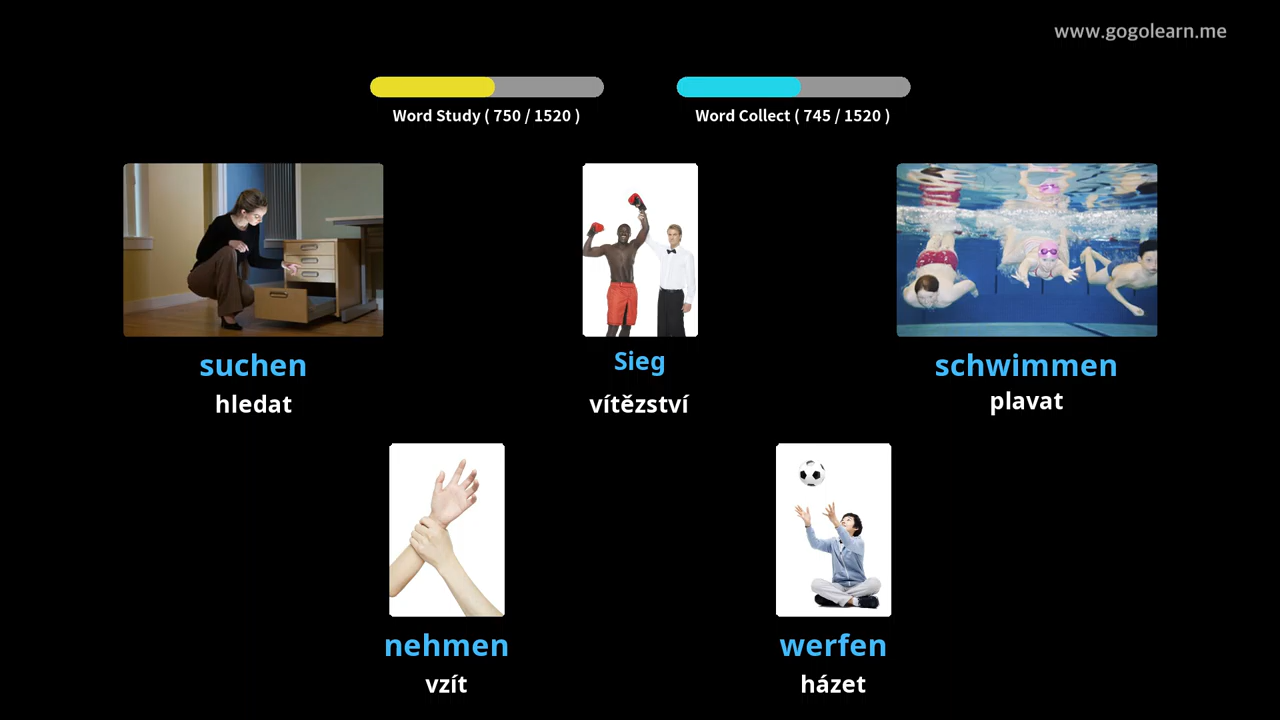 www.gogolearn.me
Word Study ( 750 / 1520 )
Word Collect ( 745 / 1520 )
suchen
hledat
Sieg
vítězství
schwimmen
plavat
nehmen
vzít
werfen
házet